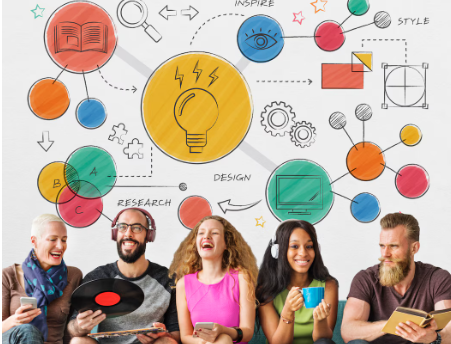 INSPIRE
STYLE
A
B
C
DESIGN
RESEARCH